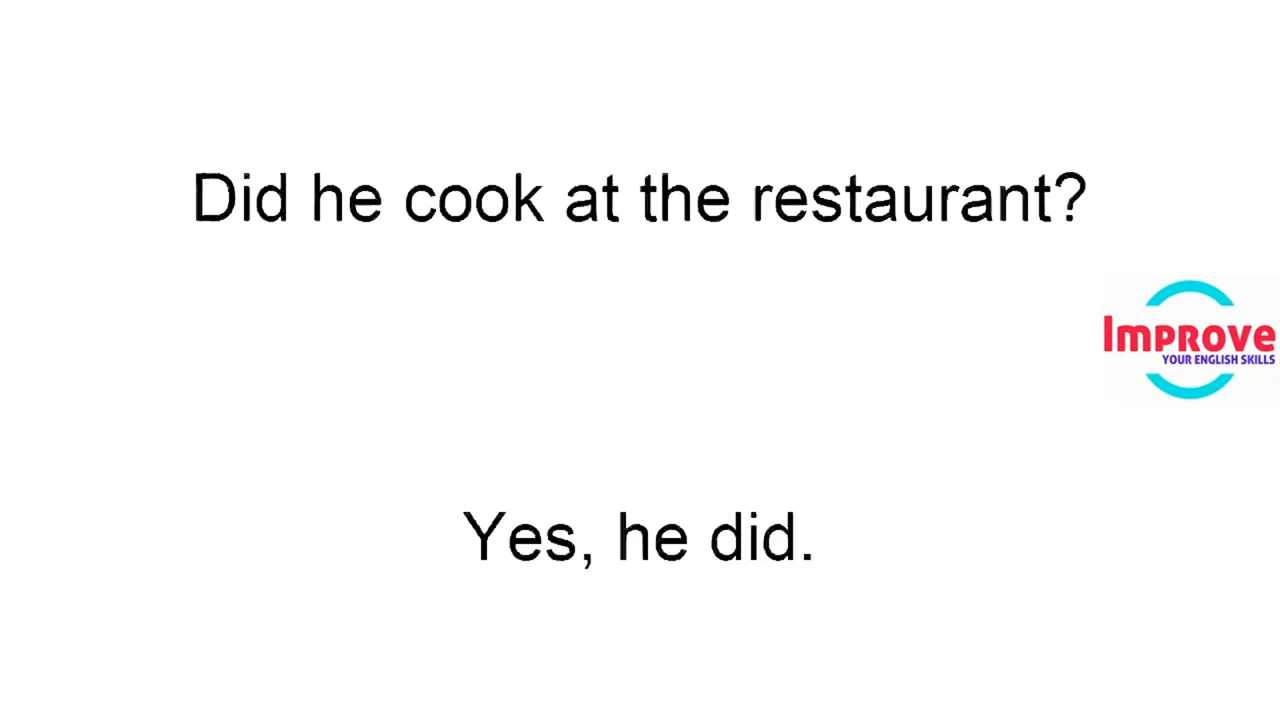 Did he cook at the restaurant?
Improve
YOUR ENGLISH SKILLS
Yes, he did.